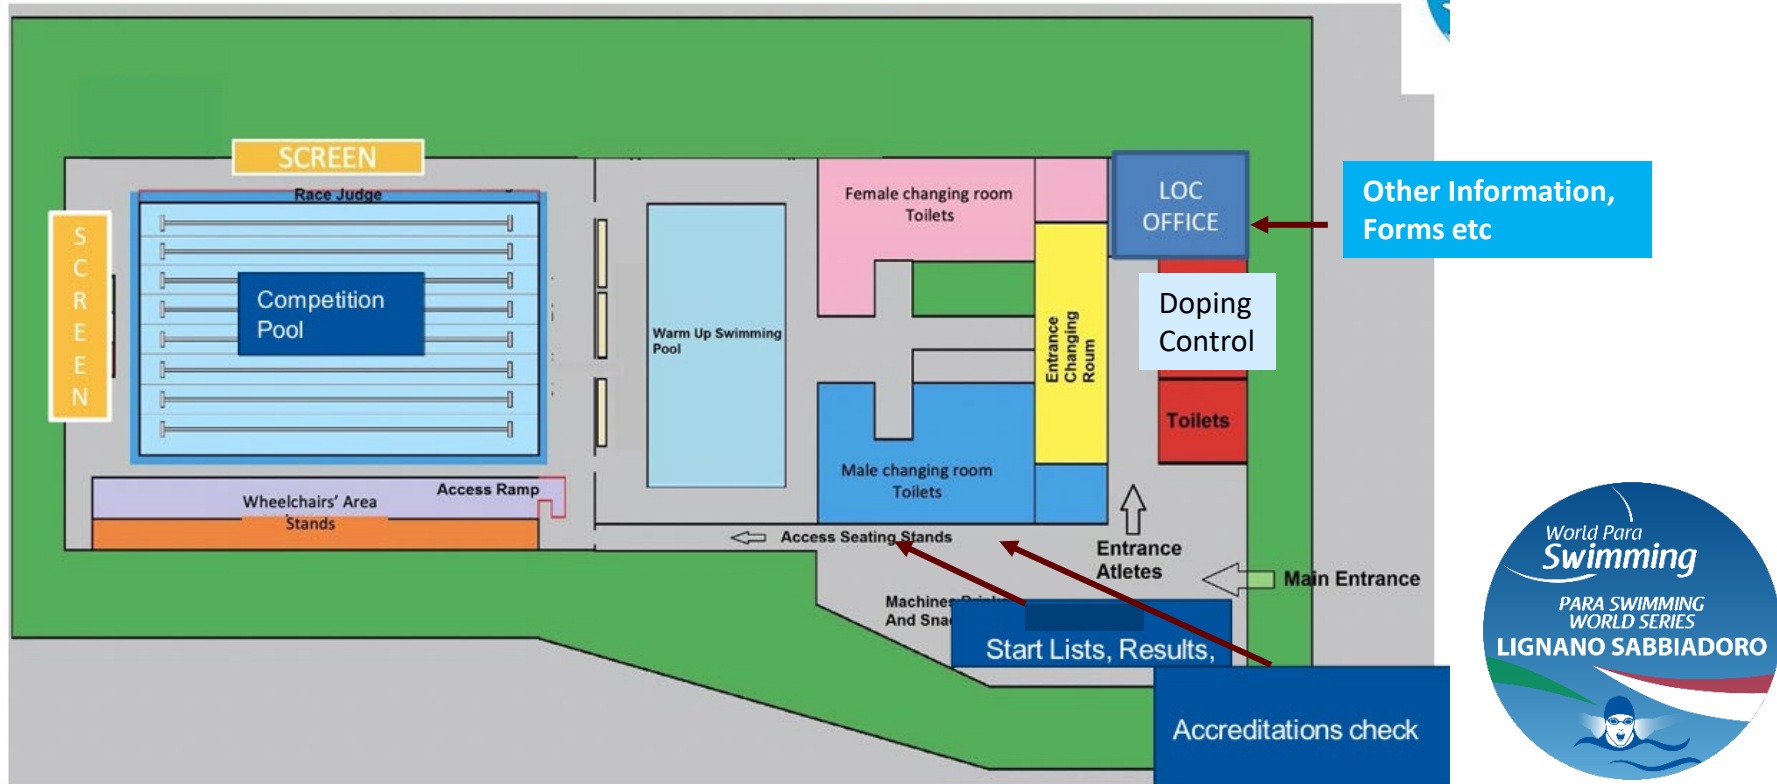 SCREEN
Race Judge
S
C
R
E
E
N
Competition
Pool
Wheelchairs' Area
Access Ramp
Stands
Warm Up Swimming
Pool
Female changing room
Toilets
Entrance
Changing
Roum
Male changing room
Toilets
LOC
OFFICE
Other Information,
Forms etc
Doping
Control
Toilets
Access Seating Stands
Entrance
Atletes
Main Entrance
Machines
And
Start Lists, Results,
Accreditations check
World Para
Swimming
PARA SWIMMING
WORLD SERIES
LIGNANO SABBIADORO